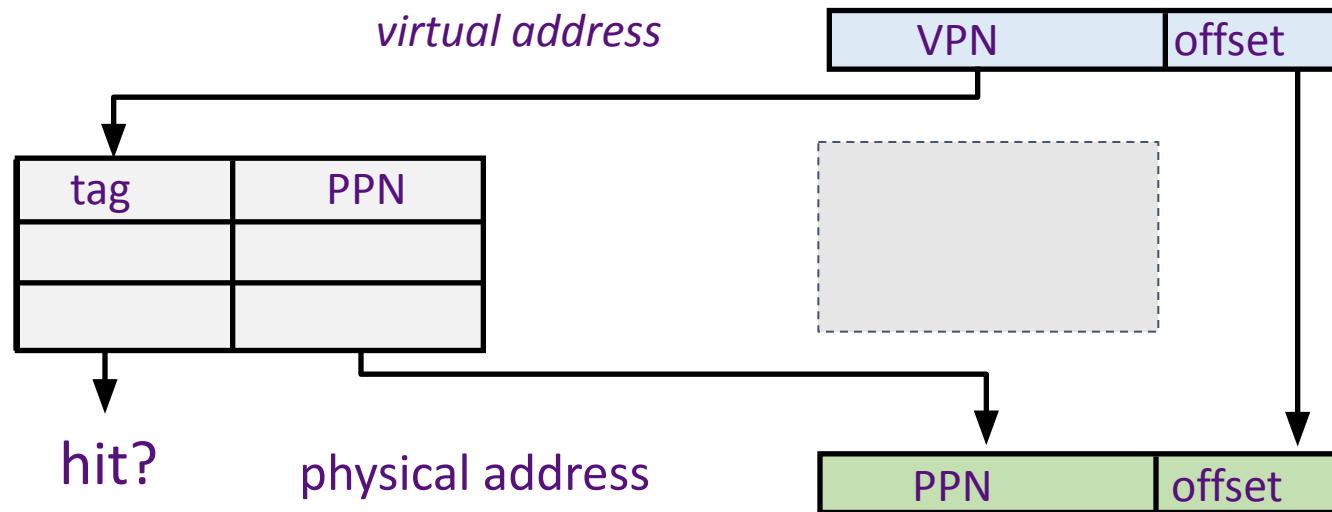 virtual address
VPN offset
tag PPN
hit?
physical address
PPN offset